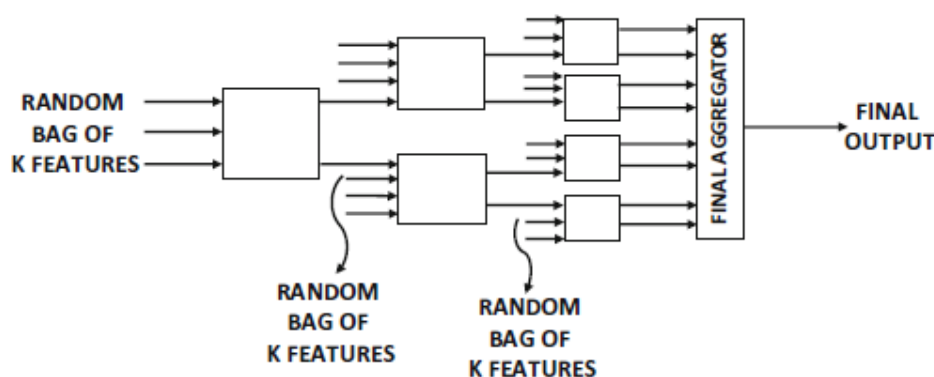 RANDOM
BAG OF
K FEATURES
FINAL AGGREGATOR
FINAL
OUTPUT
RANDOM
BAG OF
K FEATURES
RANDOM
BAG OF
K FEATURES